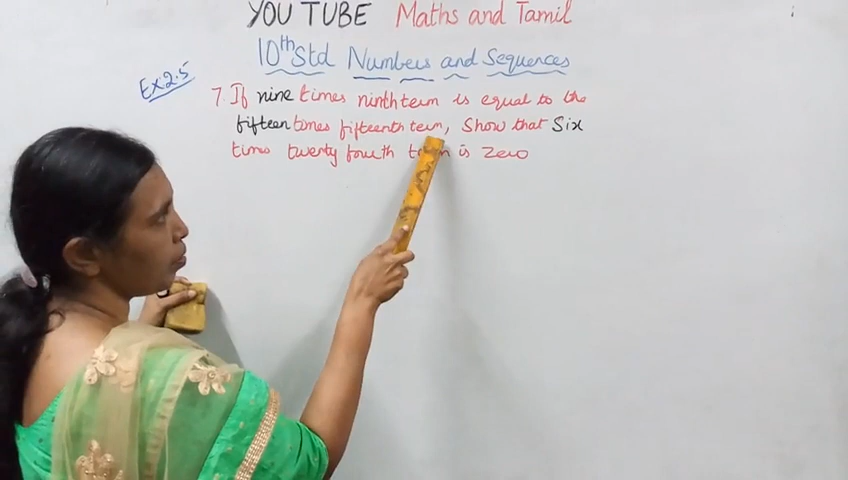 YOU TUBE Maths and Tamil
10th Std Numbers and Sequences
Ex.2.5
7. If nine times ninth term is equal to the
fifteen times fifteenth term, Show that Six
times twenty fourth term is Zero